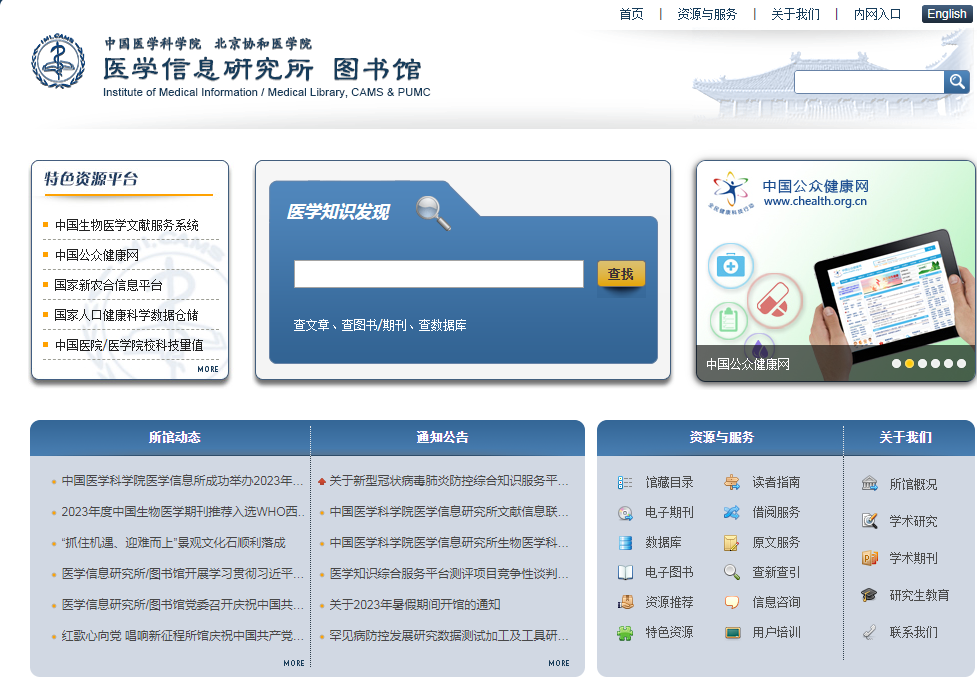 首页 | 资源与服务 | 关于我们 | 内网入口 English
中国医学科学院 北京协和医学院
医学信息研究所 图书馆
Institute of Medical Information / Medical Library, CAMS & PUMC
特色资源平台
中国生物医学文献服务系统
中国公众健康网
国家新农合信息平台
国家人口健康科学数据仓储
中国医院/医学院校科技量值
MORE
医学知识发现
查找
查文章、查图书/期刊、查数据库
中国公众健康网
www.chealth.org.cn
全民健康科技行动
中国公众健康网
所馆动态
中国医学科学院医学信息所成功举办2023年...
2023年度中国生物医学期刊推荐入选WHO西...
“抓住机遇、迎难而上”景观文化石顺利落成
医学信息研究所/图书馆开展学习贯彻习近平...
医学信息研究所/图书馆党委召开庆祝中国共...
红歌心向党 唱响新征程所馆庆祝中国共产党...
MORE
通知公告
关于新型冠状病毒肺炎防控综合知识服务平...
中国医学科学院医学信息研究所文献信息联...
中国医学科学院医学信息研究所生物医学科...
医学知识综合服务平台测评项目竞争性谈判...
关于2023年暑假期间开馆的通知
罕见病防控发展研究数据测试加工及工具研...
MORE
资源与服务
馆藏目录 读者指南
电子期刊 借阅服务
数据库 原文服务
电子图书 查新查引
资源推荐 信息咨询
特色资源 用户培训
关于我们
所馆概况
学术研究
学术期刊
研究生教育
联系我们